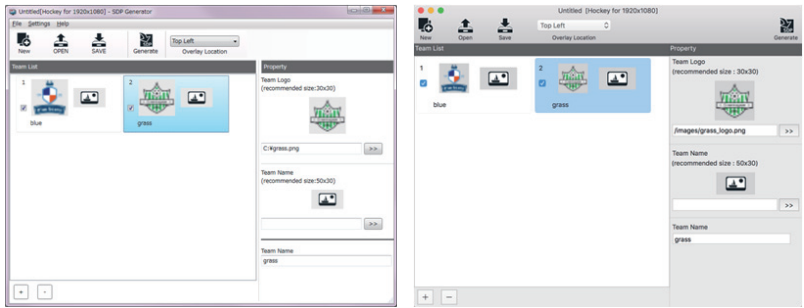 Untitled[Hockey for 1920x1080] - SDP Generator
File Settings Help
New OPEN SAVE Generate
Top Left
Overlay Location
Team List
1
blue
2
grass
+ -
Property
Team Logo
(recommended size:30x30)
C:¥grass.png
>>
Team Name
(recommended size:50x30)
>>
Team Name
grass
Untitled [Hockey for 1920x1080]
New Open Save
Top Left
Overlay Location
Generate
Team List
1
blue
2
grass
+ −
Property
Team Logo
(recommended size : 30x30)
/images/grass_logo.png
>>
Team Name
(recommended size : 50x30)
>>
Team Name
grass